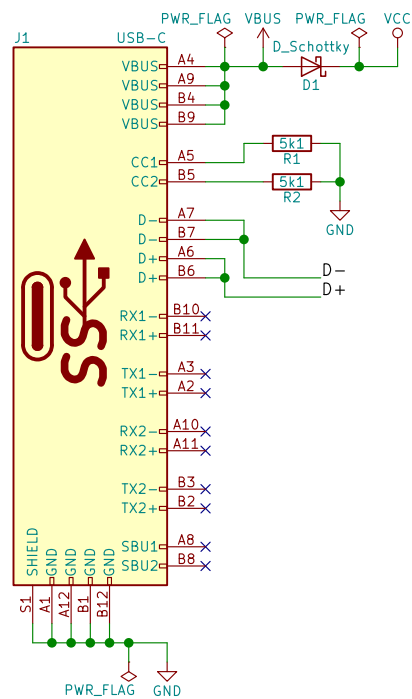 PWR_FLAG VBUS PWR_FLAG VCC
J1 USB-C
D_Schottky
VBUS A4
D1
VBUS A9
VBUS B4
VBUS B9
5k1
CC1 A5
R1
CC2 B5 5k1
R2
D- A7
GND
D- B7
D+ A6
D-
D+ B6
D+
RX1- B10
RX1+ B11
SS
TX1- A3
TX1+ A2
RX2- A10
RX2+ A11
TX2- B3
TX2+ B2
SBU1 A8
SBU2 B8
SHIELD GND GND GND GND
S1 A1 A12 B1 B12
PWR_FLAG GND